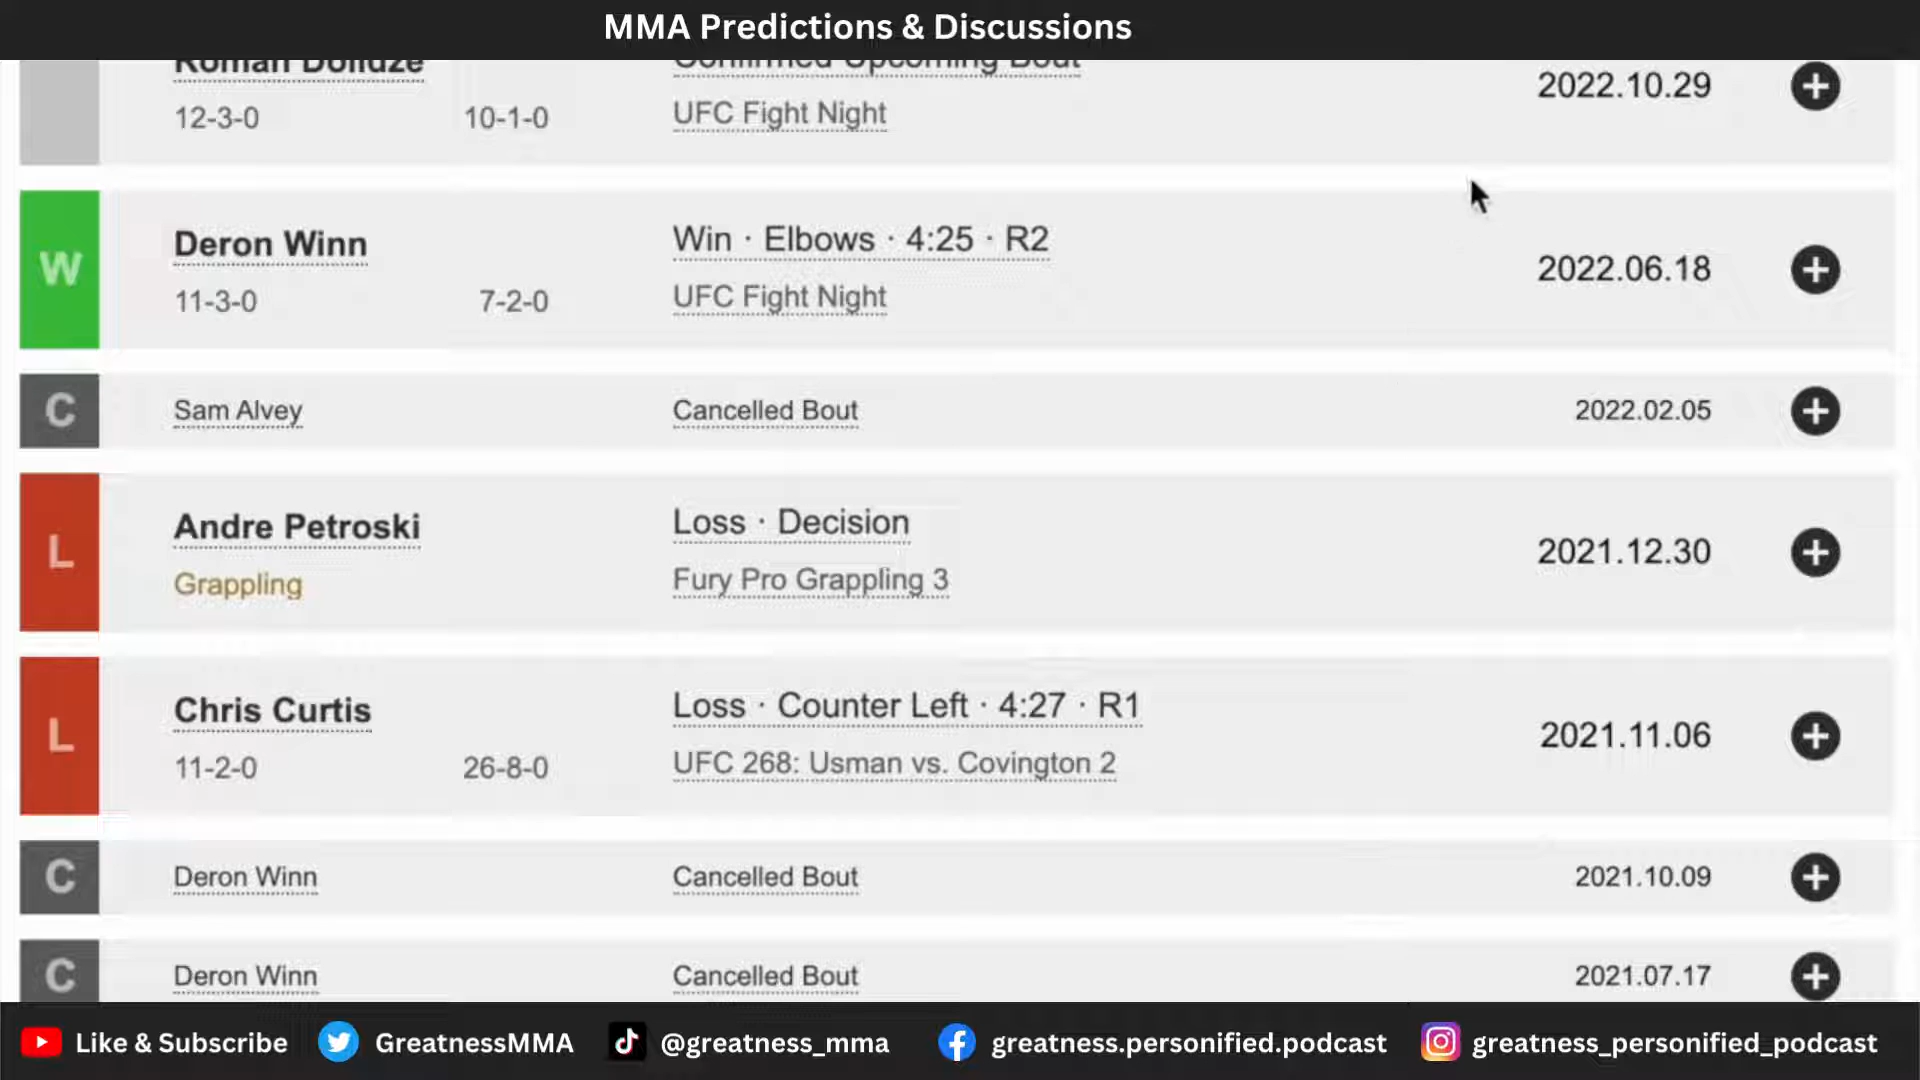 MMA Predictions & Discussions
Roman Dolidze
Confirmed Upcoming Bout
2022.10.29
12-3-0
10-1-0
UFC Fight Night
W
Deron Winn
Win · Elbows · 4:25 · R2
2022.06.18
11-3-0
7-2-0
UFC Fight Night
C
Sam Alvey
Cancelled Bout
2022.02.05
L
Andre Petroski
Loss · Decision
2021.12.30
Grappling
Fury Pro Grappling 3
L
Chris Curtis
Loss · Counter Left · 4:27 · R1
2021.11.06
11-2-0
26-8-0
UFC 268: Usman vs. Covington 2
C
Deron Winn
Cancelled Bout
2021.10.09
C
Deron Winn
Cancelled Bout
2021.07.17
Like & Subscribe
GreatnessMMA
@greatness_mma
greatness.personified.podcast
greatness_personified_podcast